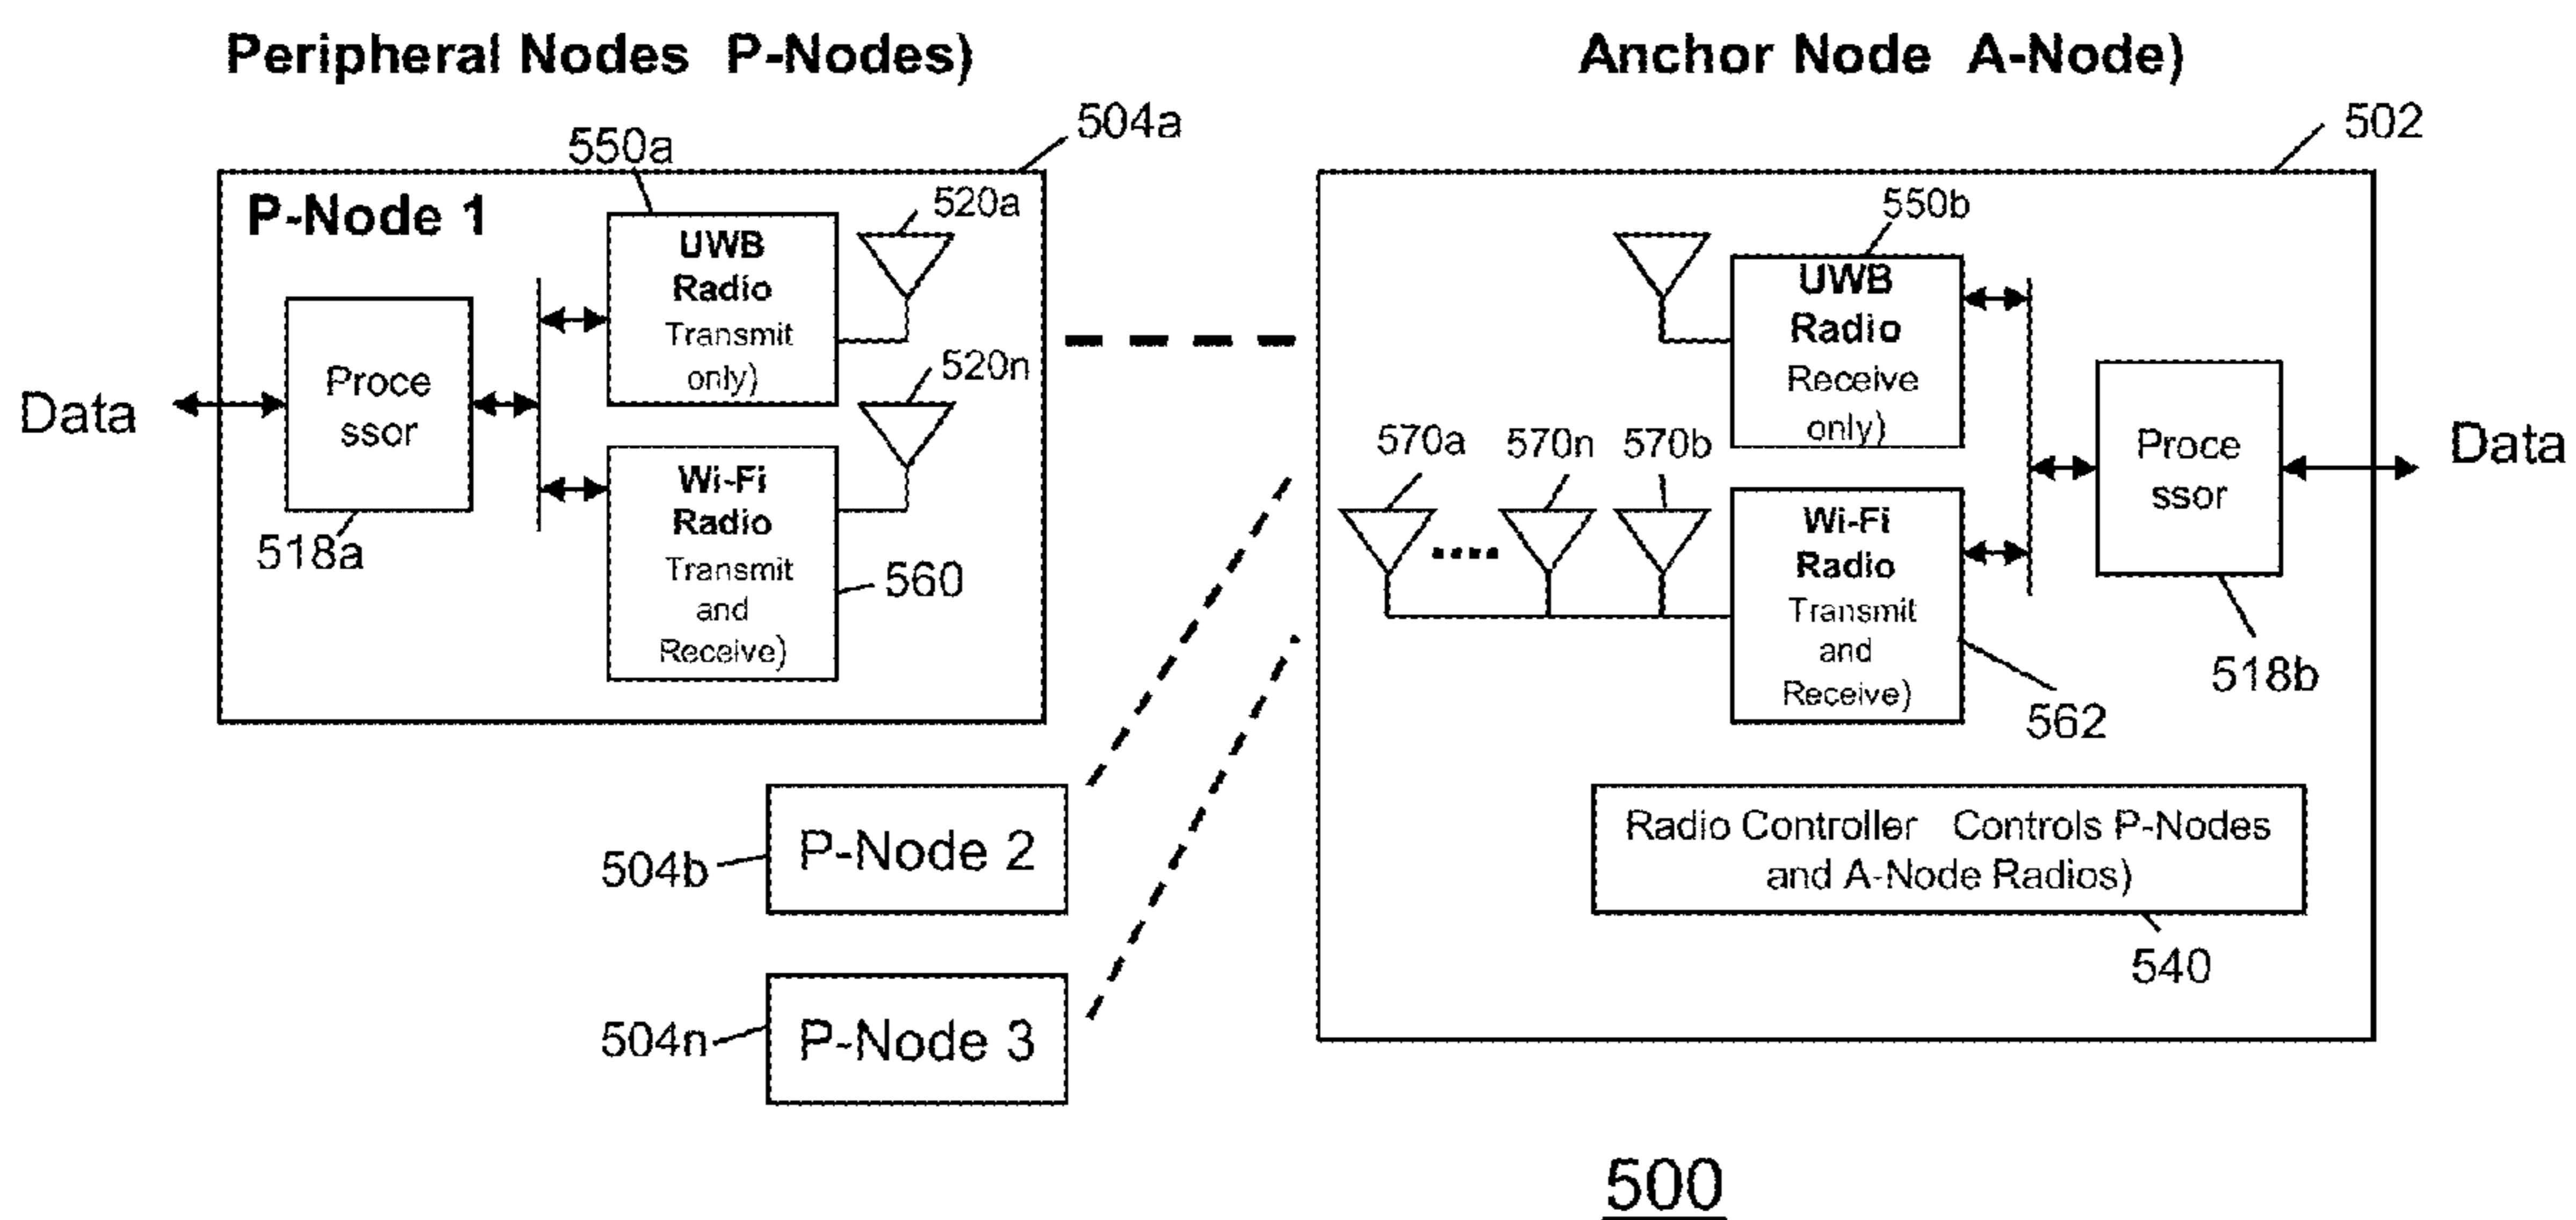 Peripheral Nodes P-Nodes)
Anchor Node A-Node)
504a
502
550a
P-Node 1
520a
550b
UWB
Radio
Transmit
only)
UWB
Radio
Receive
only)
520n
Data
Proce
ssor
518a
Wi-Fi
Radio
Transmit
and
Receive)
560
570a
570n
570b
Wi-Fi
Radio
Transmit
and
Receive)
562
Proce
ssor
518b
Data
504b
P-Node 2
504n
P-Node 3
Radio Controller Controls P-Nodes
and A-Node Radios)
540
500